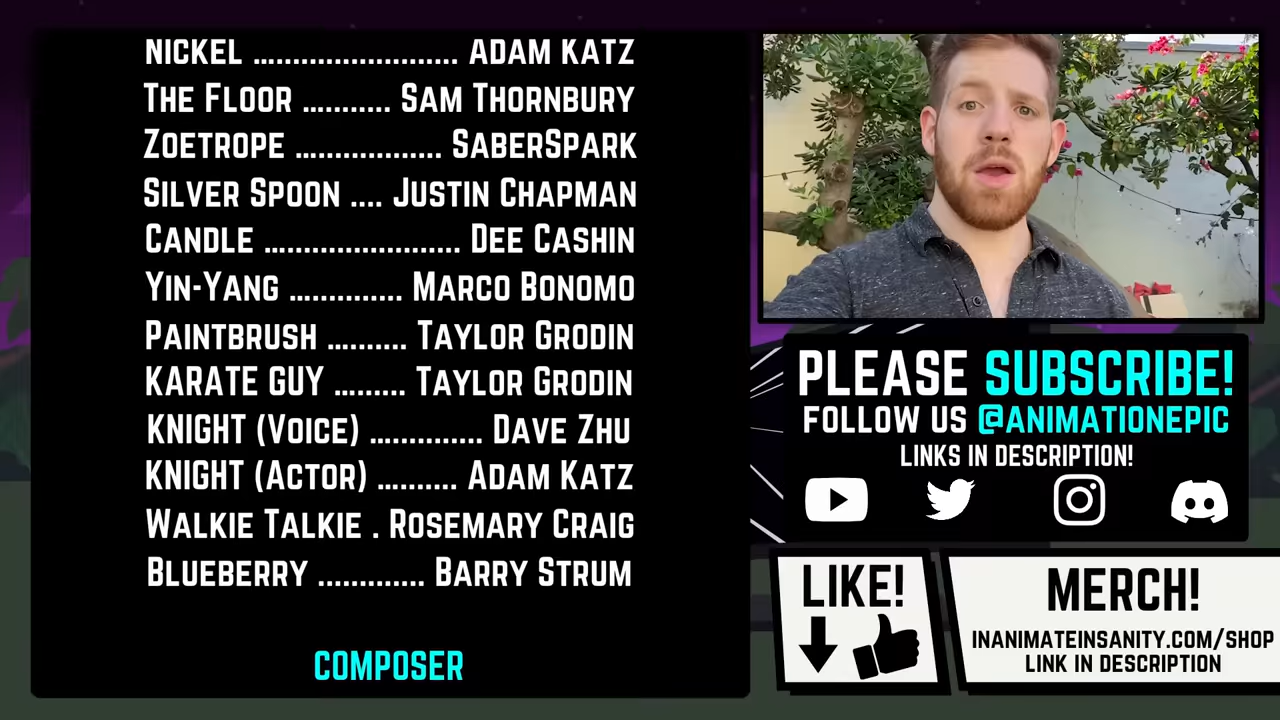 NICKEL ........................... ADAM KATZ
THE FLOOR ........... SAM THORNBURY
ZOETROPE ................... SABERSPARK
SILVER SPOON .... JUSTIN CHAPMAN
CANDLE ......................... DEE CASHIN
YIN-YANG .............. MARCO BONOMO
PAINTBRUSH .......... TAYLOR GRODIN
KARATE GUY ......... TAYLOR GRODIN
KNIGHT (VOICE) .............. DAVE ZHU
KNIGHT (ACTOR) .......... ADAM KATZ
WALKIE TALKIE . ROSEMARY CRAIG
BLUEBERRY ............. BARRY STRUM
COMPOSER
PLEASE SUBSCRIBE!
FOLLOW US @ANIMATIONEPIC
LINKS IN DESCRIPTION!
LIKE!
MERCH!
INANIMATEINSANITY.COM/SHOP
LINK IN DESCRIPTION